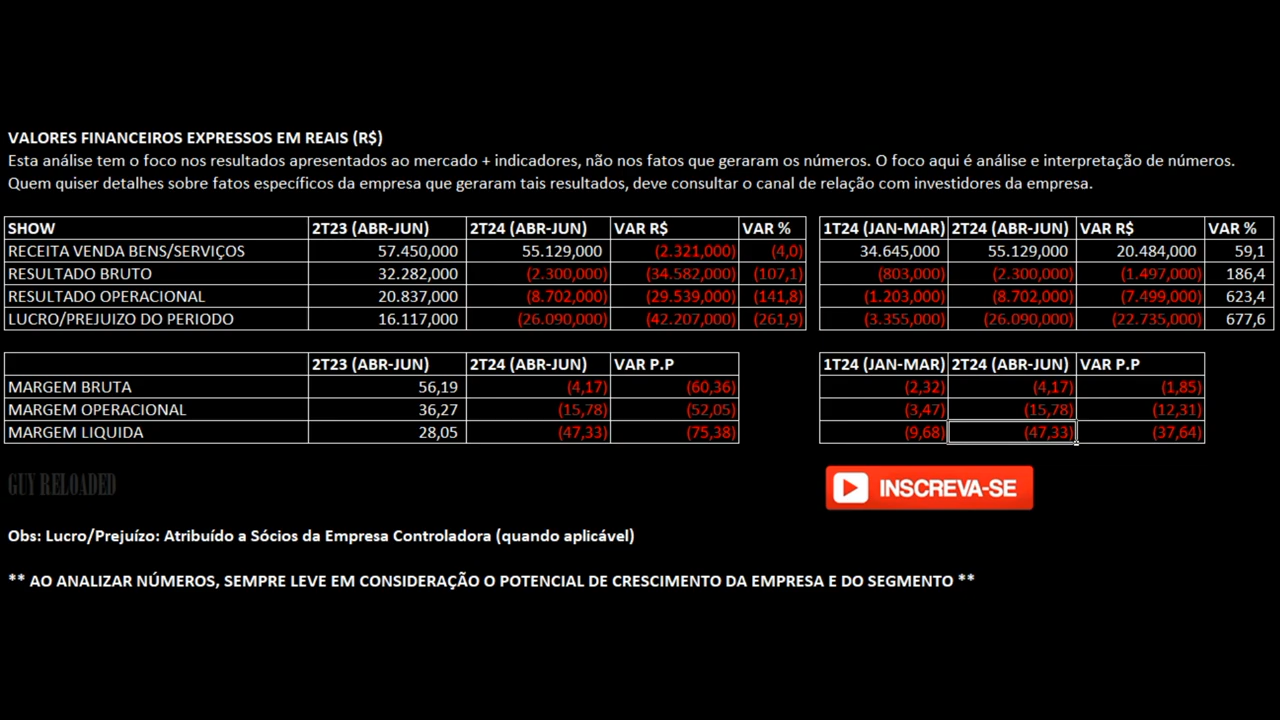 VALORES FINANCEIROS EXPRESSOS EM REAIS (R$)
Esta análise tem o foco nos resultados apresentados ao mercado + indicadores, não nos fatos que geraram os números. O foco aqui é análise e interpretação de números.
Quem quiser detalhes sobre fatos específicos da empresa que geraram tais resultados, deve consultar o canal de relação com investidores da empresa.
SHOW 2T23 (ABR-JUN) 2T24 (ABR-JUN) VAR R$ VAR % 1T24 (JAN-MAR) 2T24 (ABR-JUN) VAR R$ VAR %
RECEITA VENDA BENS/SERVIÇOS 57.450,000 55.129,000 (2.321,000) (4,0) 34.645,000 55.129,000 20.484,000 59,1
RESULTADO BRUTO 32.282,000 (2.300,000) (34.582,000) (107,1) (803,000) (2.300,000) (1.497,000) 186,4
RESULTADO OPERACIONAL 20.837,000 (8.702,000) (29.539,000) (141,8) (1.203,000) (8.702,000) (7.499,000) 623,4
LUCRO/PREJUIZO DO PERIODO 16.117,000 (26.090,000) (42.207,000) (261,9) (3.355,000) (26.090,000) (22.735,000) 677,6
2T23 (ABR-JUN) 2T24 (ABR-JUN) VAR P.P 1T24 (JAN-MAR) 2T24 (ABR-JUN) VAR P.P
MARGEM BRUTA 56,19 (4,17) (60,36) (2,32) (4,17) (1,85)
MARGEM OPERACIONAL 36,27 (15,78) (52,05) (3,47) (15,78) (12,31)
MARGEM LIQUIDA 28,05 (47,33) (75,38) (9,68) (47,33) (37,64)
GUY RELOADED
INSCREVA-SE
Obs: Lucro/Prejuízo: Atribuído a Sócios da Empresa Controladora (quando aplicável)
** AO ANALIZAR NÚMEROS, SEMPRE LEVE EM CONSIDERAÇÃO O POTENCIAL DE CRESCIMENTO DA EMPRESA E DO SEGMENTO **